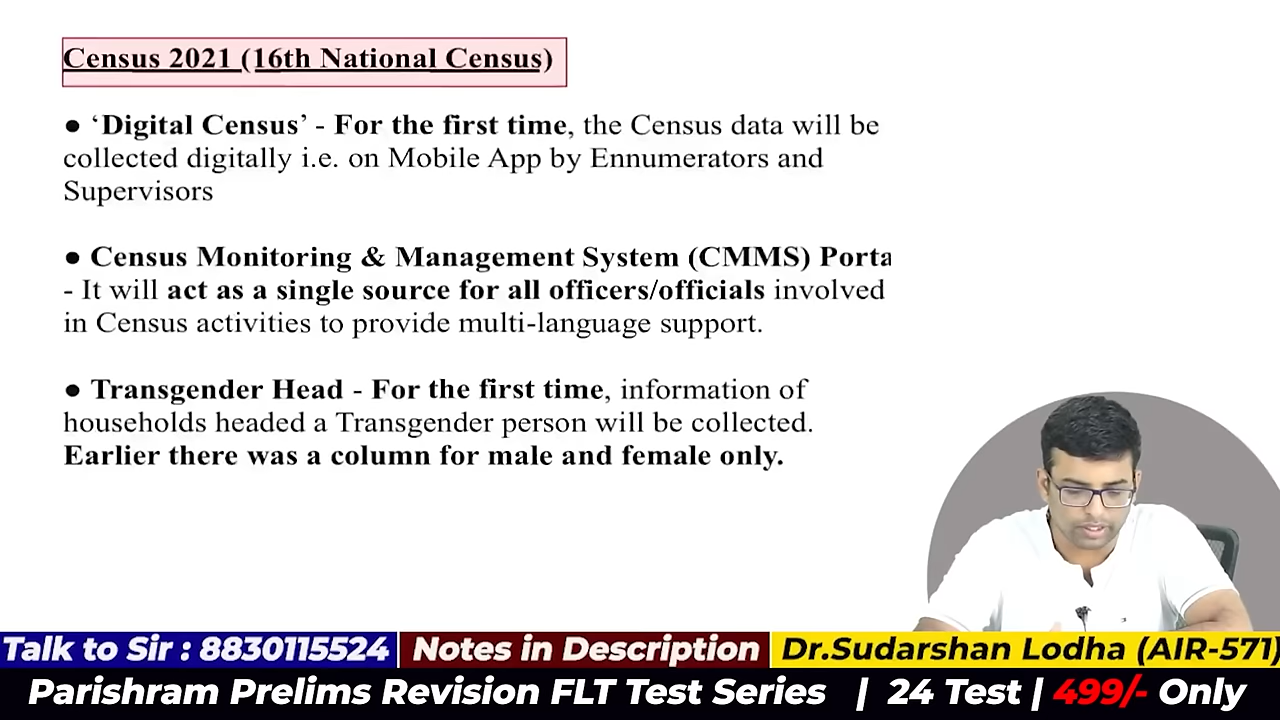 Census 2021 (16th National Census)
● ‘Digital Census’ - For the first time, the Census data will be
collected digitally i.e. on Mobile App by Ennumerators and
Supervisors
● Census Monitoring & Management System (CMMS) Porta
- It will act as a single source for all officers/officials involved
in Census activities to provide multi-language support.
● Transgender Head - For the first time, information of
households headed a Transgender person will be collected.
Earlier there was a column for male and female only.
Talk to Sir : 8830115524 Notes in Description Dr.Sudarshan Lodha (AIR-571)
Parishram Prelims Revision FLT Test Series | 24 Test | 499/- Only